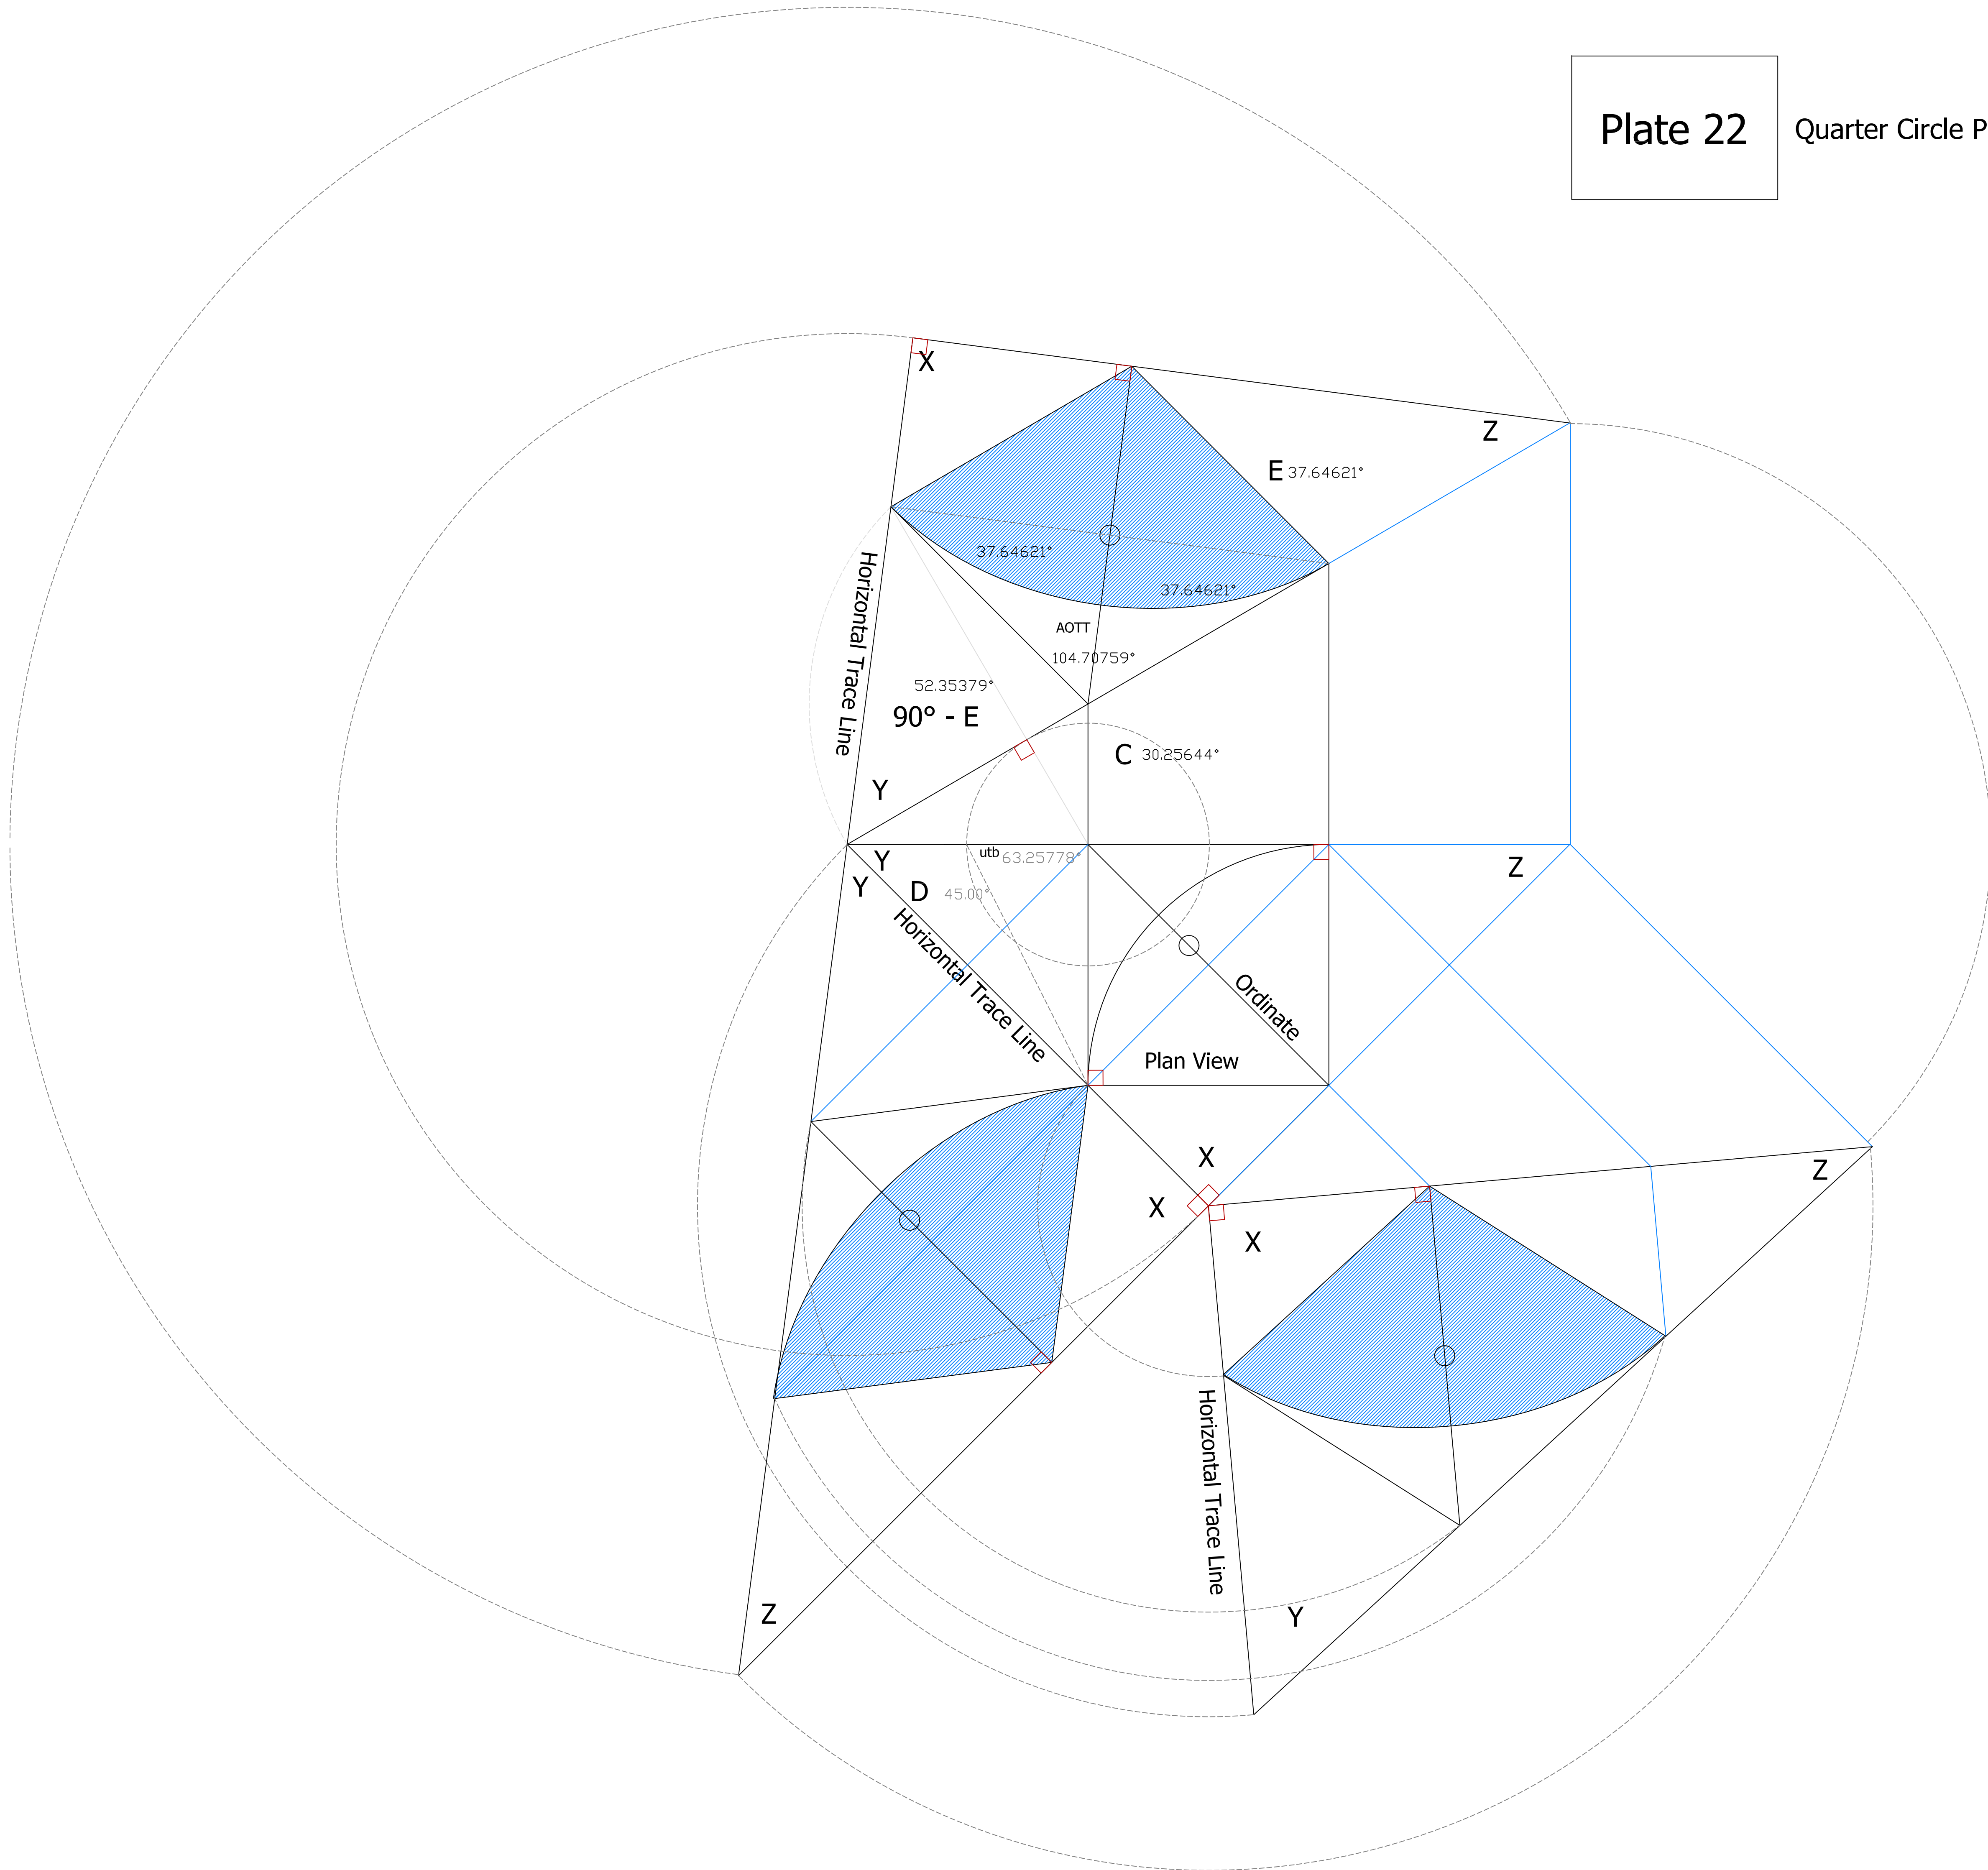 Plate 22
Quarter Circle P
X
Z
E 37.64621°
37.64621°
37.64621°
Horizontal Trace Line
AOTT
104.70759°
52.35379°
90° - E
C 30.25644°
Y
Y
utb 63.25778°
Z
Y
D 45.00°
Horizontal Trace Line
Ordinate
Plan View
X
Z
X
X
Horizontal Trace Line
Z
Y